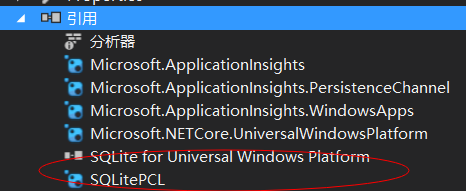 Properties
引用
分析器
Microsoft.ApplicationInsights
Microsoft.ApplicationInsights.PersistenceChannel
Microsoft.ApplicationInsights.WindowsApps
Microsoft.NETCore.UniversalWindowsPlatform
SQLite for Universal Windows Platform
SQLitePCL